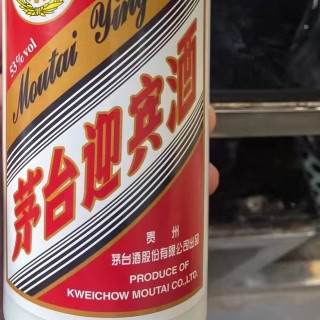 53%vol
Moutai Ying
茅台迎宾酒
贵 州
茅台酒股份有限公司出品
PRODUCE OF
KWEICHOW MOUTAI CO.,LTD.